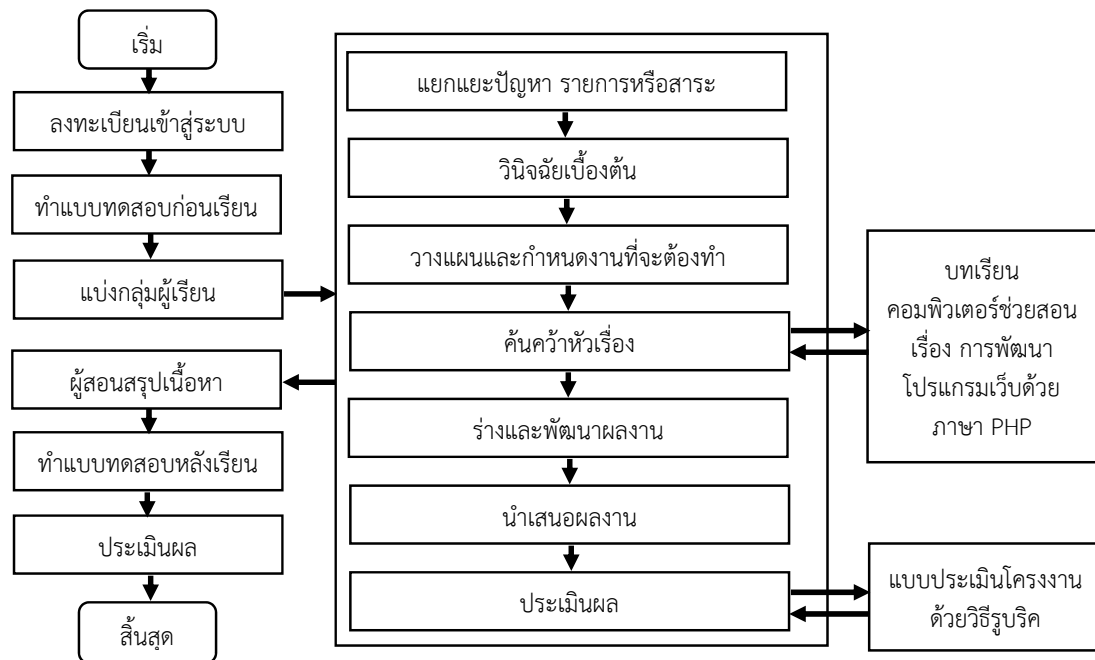 เริ่ม
ลงทะเบียนเข้าสู่ระบบ
ทำแบบทดสอบก่อนเรียน
แบ่งกลุ่มผู้เรียน
แยกแยะปัญหา รายการหรือสาระ
วินิจฉัยเบื้องต้น
วางแผนและกำหนดงานที่จะต้องทำ
ค้นคว้าหัวเรื่อง
บทเรียน
คอมพิวเตอร์ช่วยสอน
เรื่อง การพัฒนา
โปรแกรมเว็บด้วย
ภาษา PHP
ร่างและพัฒนาผลงาน
นำเสนอผลงาน
ประเมินผล
แบบประเมินโครงงาน
ด้วยวิธีรูบริค
ผู้สอนสรุปเนื้อหา
ทำแบบทดสอบหลังเรียน
ประเมินผล
สิ้นสุด